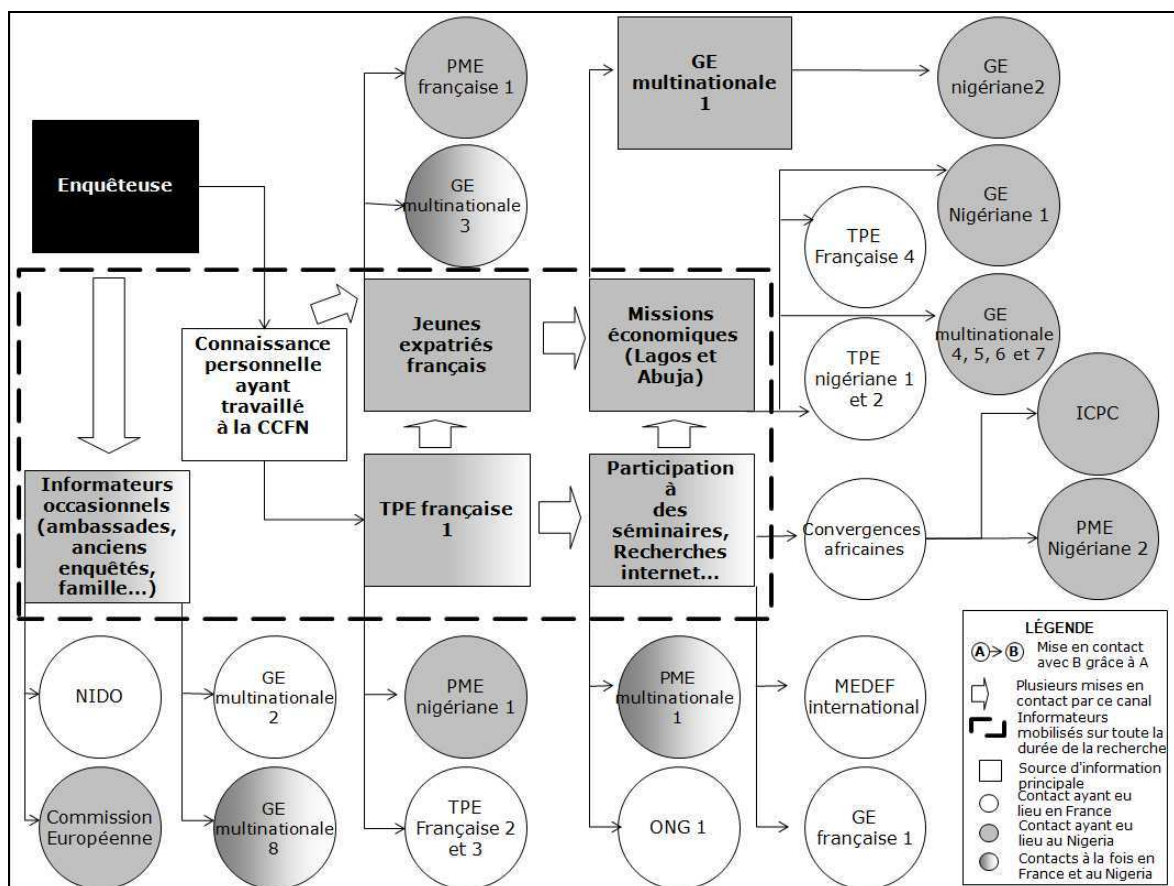 PME
française 1
GE
multinationale
1
GE
nigériane2
Enquêteuse
GE
multinationale
3
GE
Nigériane 1
TPE
Française 4
Connaissance
personnelle
ayant
travaillé
à la CCFN
Jeunes
expatriés
français
Missions
économiques
(Lagos et
Abuja)
GE
multinationale
4, 5, 6 et 7
TPE
nigériane 1
et 2
ICPC
Informateurs
occasionnels
(ambassades,
anciens
enquêtés,
famille...)
TPE française
1
Participation
à
des
séminaires,
Recherches
internet...
Convergences
africaines
PME
Nigériane 2
NIDO
GE
multinationale
2
PME
nigériane 1
PME
multinationale
1
MEDEF
international
Commission
Européenne
GE
multinationale
8
TPE
Française 2
et 3
ONG 1
GE
française 1
LÉGENDE
A B Mise en contact
avec B grâce à A
Plusieurs mises en
contact par ce canal
Informateurs
mobilisés sur toute la
durée de la recherche
Source d'information
principale
Contact ayant eu
lieu en France
Contact ayant eu
lieu au Nigeria
Contacts à la fois en
France et au Nigeria